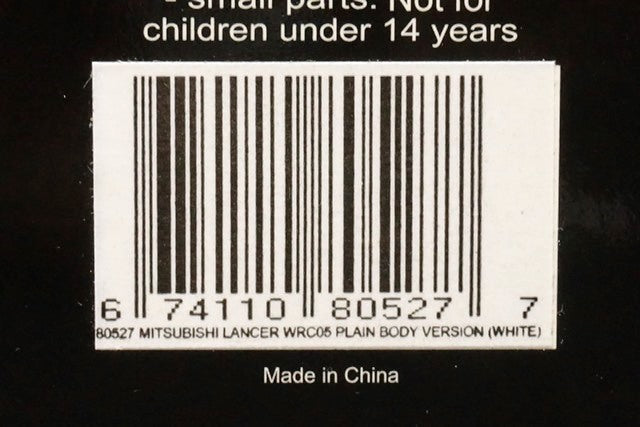 - small parts. Not for
children under 14 years
6 74110 80527 7
80527 MITSUBISHI LANCER WRC05 PLAIN BODY VERSION (WHITE)
Made in China